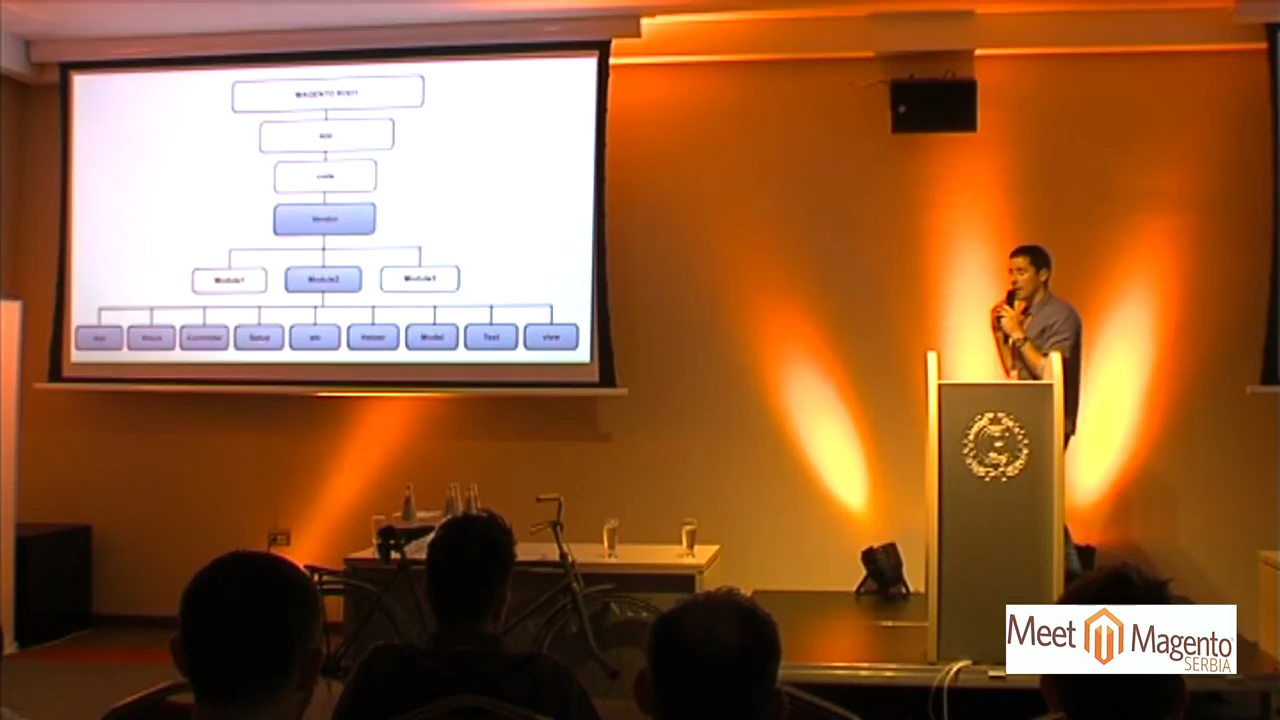 MAGENTO ROOT
app
code
Vendor
Module1 Module2 Module3
Block Controller Setup etc Helper Model Test view
Meet Magento
SERBIA